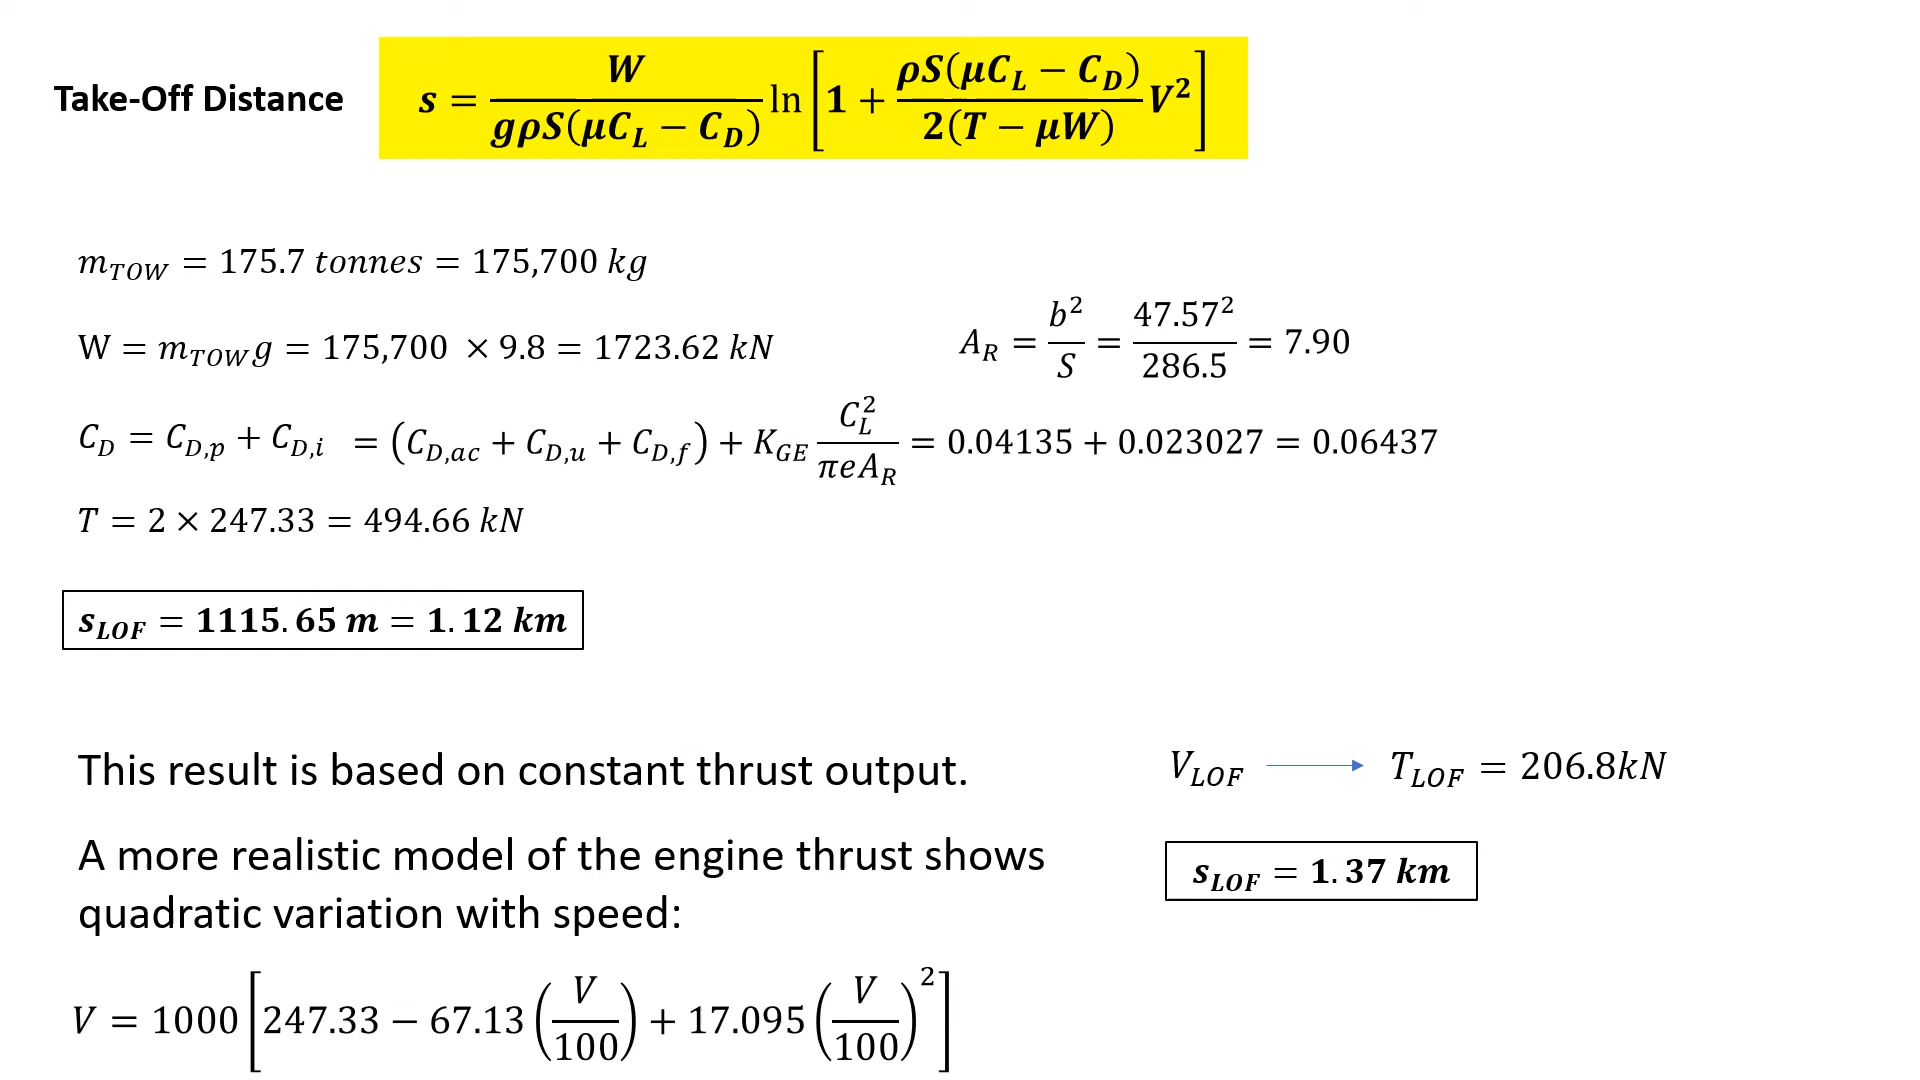 Take-Off Distance s = W / gρS(μC_L − C_D) ln [1 + ρS(μC_L − C_D) / 2(T − μW) V²]
m_TOW = 175.7 tonnes = 175,700 kg
W = m_TOW g = 175,700 × 9.8 = 1723.62 kN
A_R = b² / S = 47.57² / 286.5 = 7.90
C_D = C_D,p + C_D,i = (C_D,ac + C_D,u + C_D,f) + K_GE C_L² / πeA_R = 0.04135 + 0.023027 = 0.06437
T = 2 × 247.33 = 494.66 kN
s_LOF = 1115.65 m = 1.12 km
This result is based on constant thrust output.
A more realistic model of the engine thrust shows
quadratic variation with speed:
V = 1000 [247.33 − 67.13 (V / 100) + 17.095 (V / 100)²]
V_LOF → T_LOF = 206.8kN
s_LOF = 1.37 km